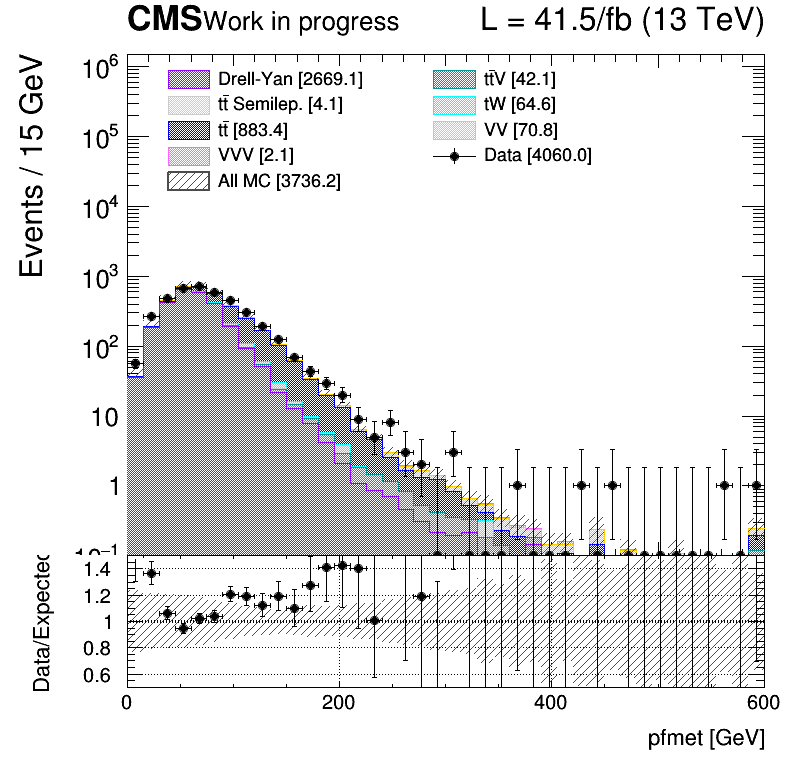 CMS Work in progress L = 41.5/fb (13 TeV)
Events / 15 GeV
10⁶
10⁵
10⁴
10³
10²
10
1
10⁻¹
Drell-Yan [2669.1]
tt̄ Semilep. [4.1]
tt̄ [883.4]
VVV [2.1]
All MC [3736.2]
tt̄V [42.1]
tW [64.6]
VV [70.8]
Data [4060.0]
Data/Expected
1.4
1.2
1
0.8
0.6
0 200 400 600
pfmet [GeV]